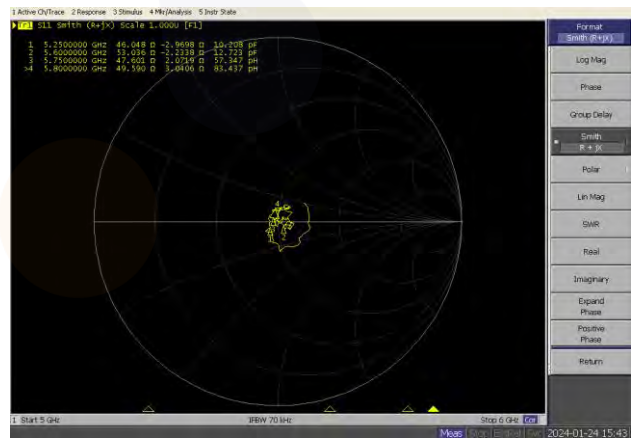 1 Active Ch/Trace 2 Response 3 Stimulus 4 Mkr/Analysis 5 Instr State
Tr1 S11 Smith (R+jX) Scale 1.000U [F1]
1 5.2500000 GHz 46.048 Ω -2.9698 Ω 10.208 pF
2 5.6000000 GHz 53.036 Ω -2.2338 Ω 12.723 pF
3 5.7500000 GHz 47.601 Ω 2.0719 Ω 57.347 pH
>4 5.8000000 GHz 49.590 Ω 3.0406 Ω 83.437 pH
4
Format
Smith (R+jX)
Log Mag
Phase
Group Delay
Smith
R + jX
Polar
Lin Mag
SWR
Real
Imaginary
Expand
Phase
Positive
Phase
Return
1 Start 5 GHz IFBW 70 kHz Stop 6 GHz Cor
Meas 2024-01-24 15:43